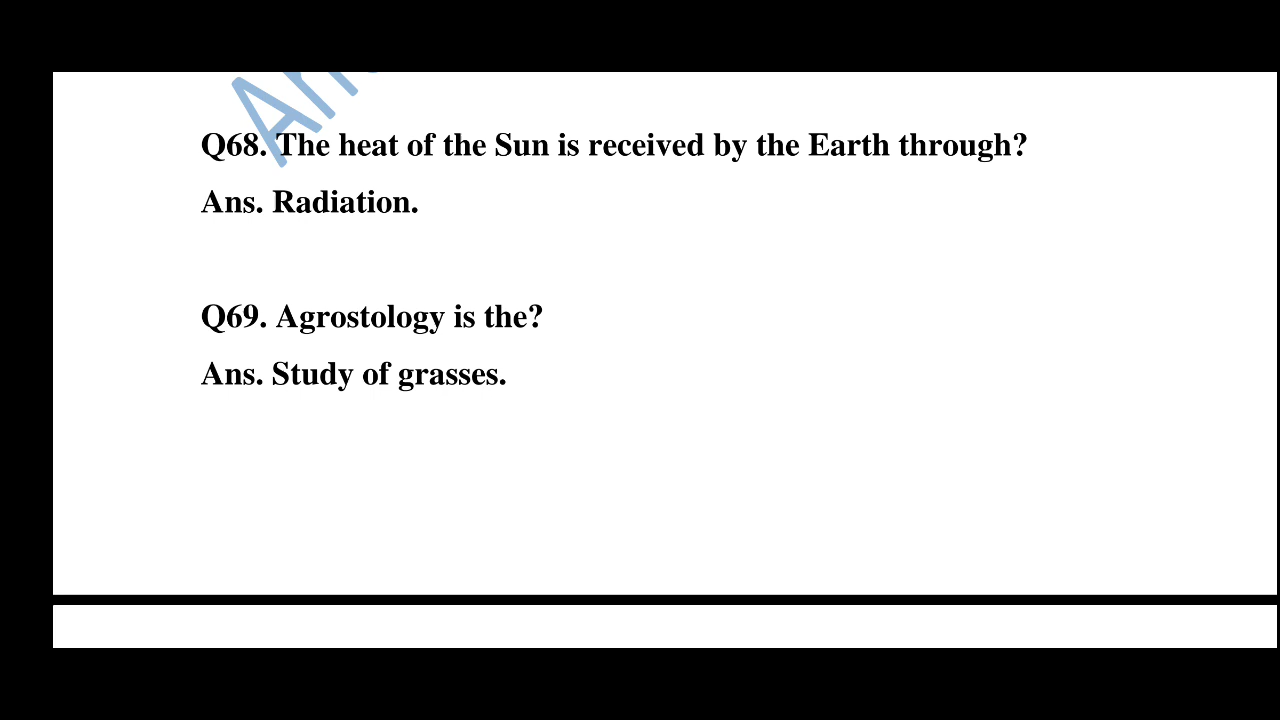 Q68. The heat of the Sun is received by the Earth through?
Ans. Radiation.
Q69. Agrostology is the?
Ans. Study of grasses.